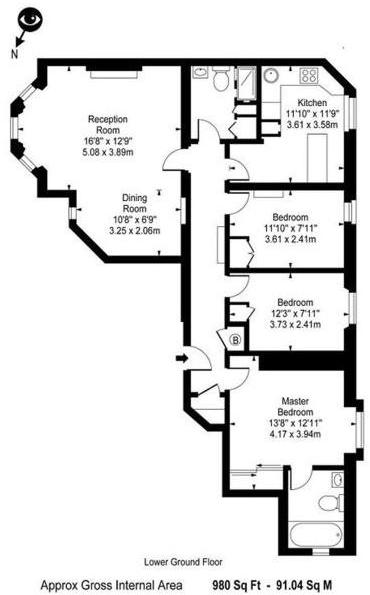 N
Reception
Room
16'8" x 12'9"
5.08 x 3.89m
Kitchen
11'10" x 11'9"
3.61 x 3.58m
Dining
Room
10'8" x 6'9"
3.25 x 2.06m
Bedroom
11'10" x 7'11"
3.61 x 2.41m
Bedroom
12'3" x 7'11"
3.73 x 2.41m
B
Master
Bedroom
13'8" x 12'11"
4.17 x 3.94m
Lower Ground Floor
Approx Gross Internal Area 980 Sq Ft - 91.04 Sq M